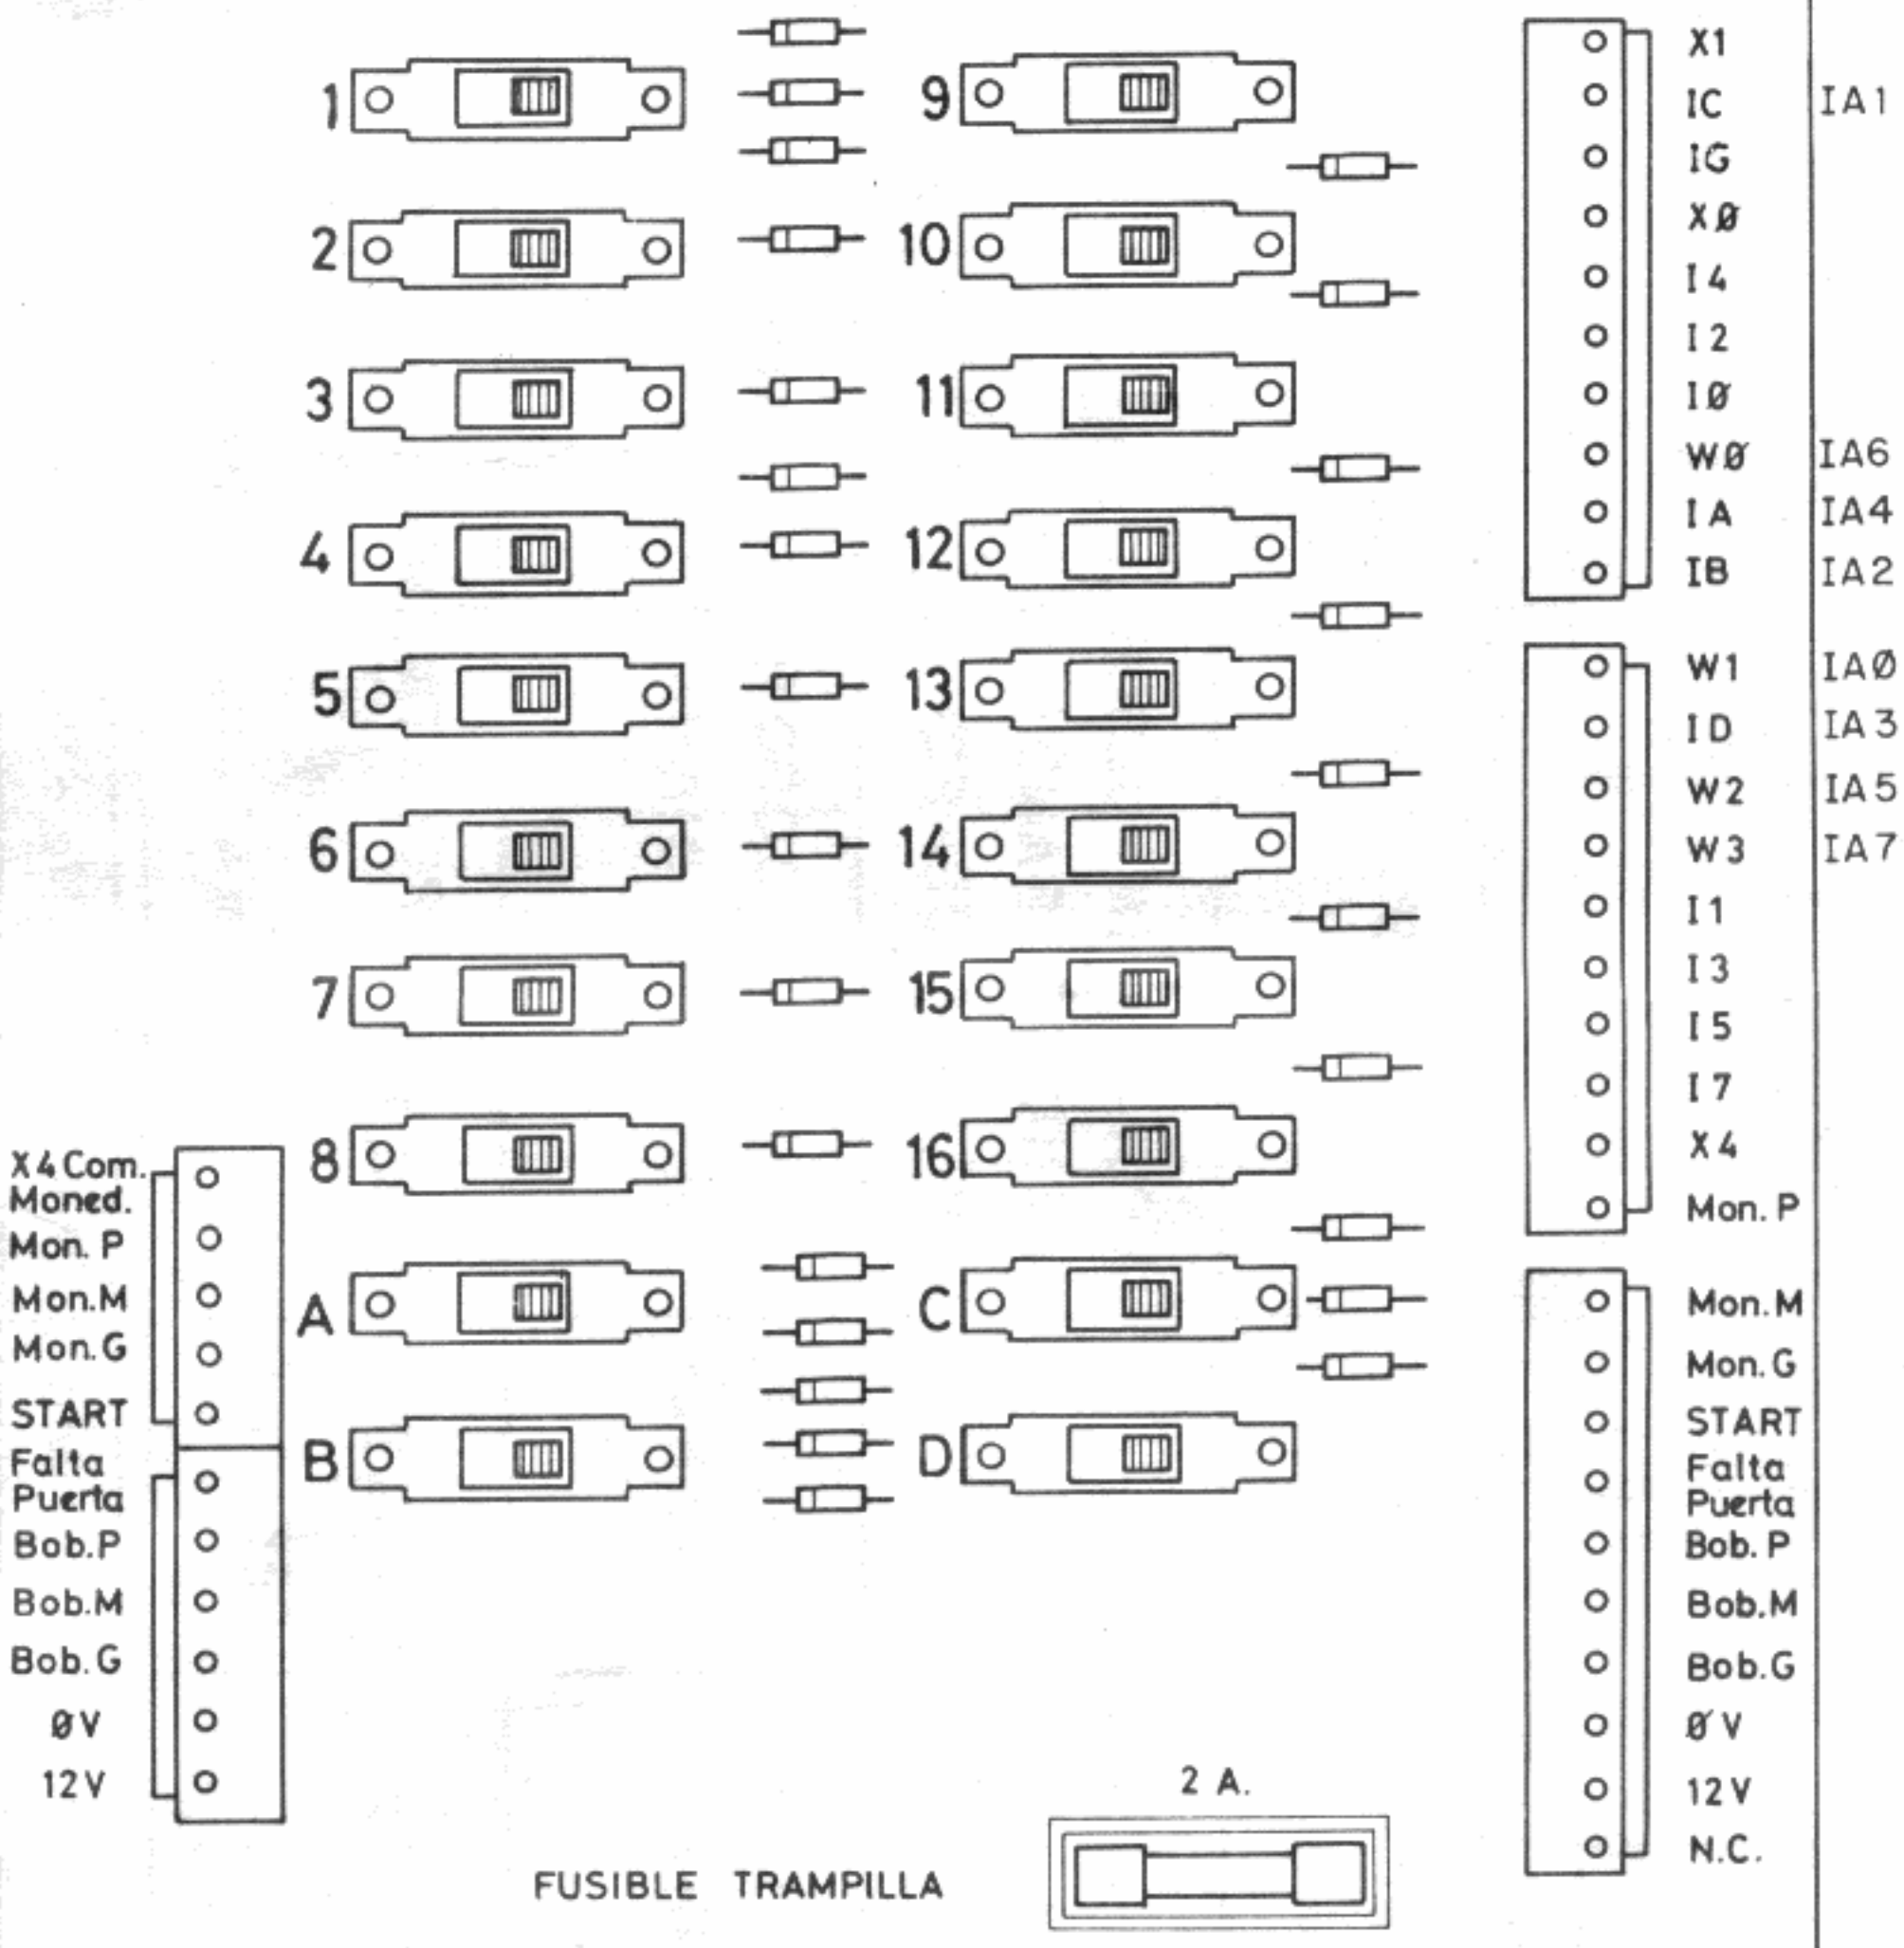 1
2
3
4
5
6
7
8
A
B
9
10
11
12
13
14
15
16
C
D
X4 Com.
Moned.
Mon. P
Mon.M
Mon.G
START
Falta
Puerta
Bob.P
Bob.M
Bob.G
ØV
12V
X1
IC IA1
IG
XØ
I4
I2
IØ
WØ IA6
IA IA4
IB IA2
W1 IAØ
ID IA3
W2 IA5
W3 IA7
I1
I3
I5
I7
X4
Mon. P
Mon.M
Mon.G
START
Falta
Puerta
Bob. P
Bob.M
Bob.G
ØV
12V
N.C.
2 A.
FUSIBLE TRAMPILLA